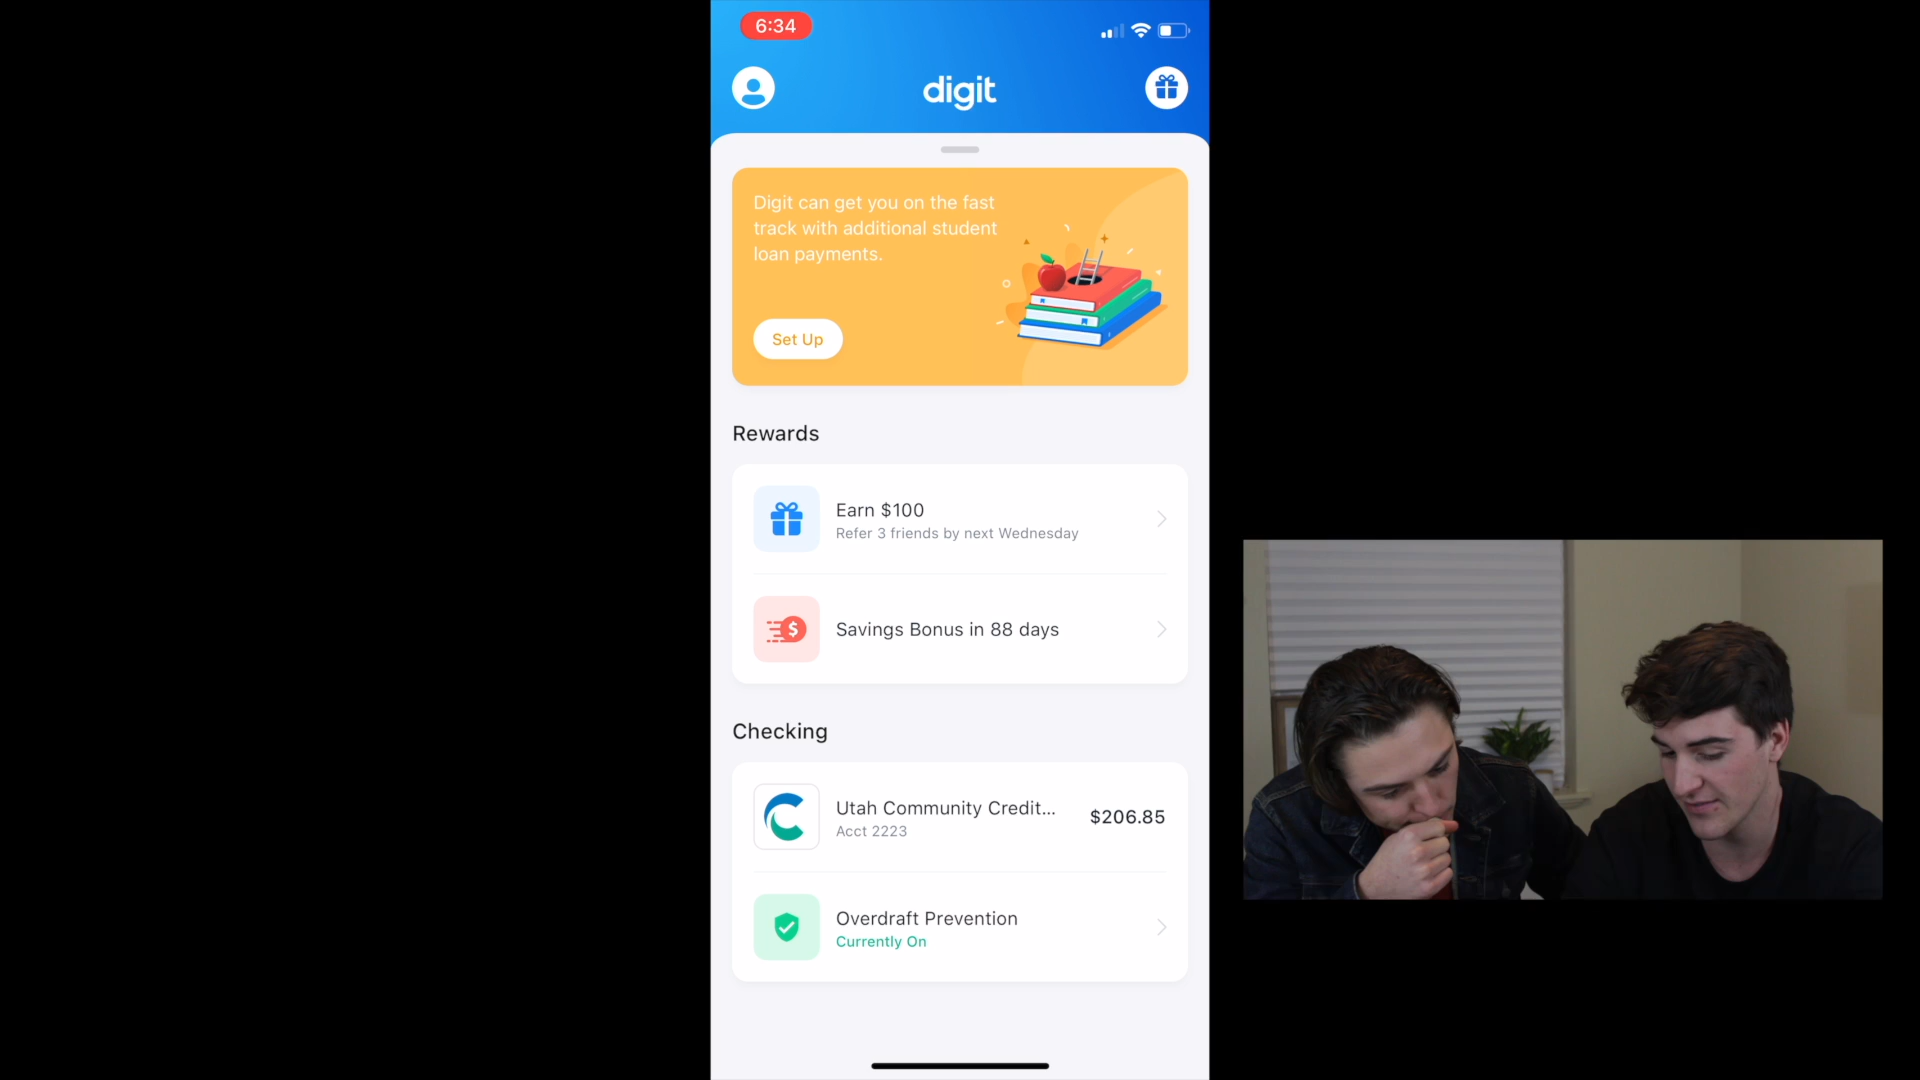 6:34
digit
Digit can get you on the fast
track with additional student
loan payments.
Set Up
Rewards
Earn $100
Refer 3 friends by next Wednesday
Savings Bonus in 88 days
Checking
Utah Community Credit...
$206.85
Acct 2223
Overdraft Prevention
Currently On